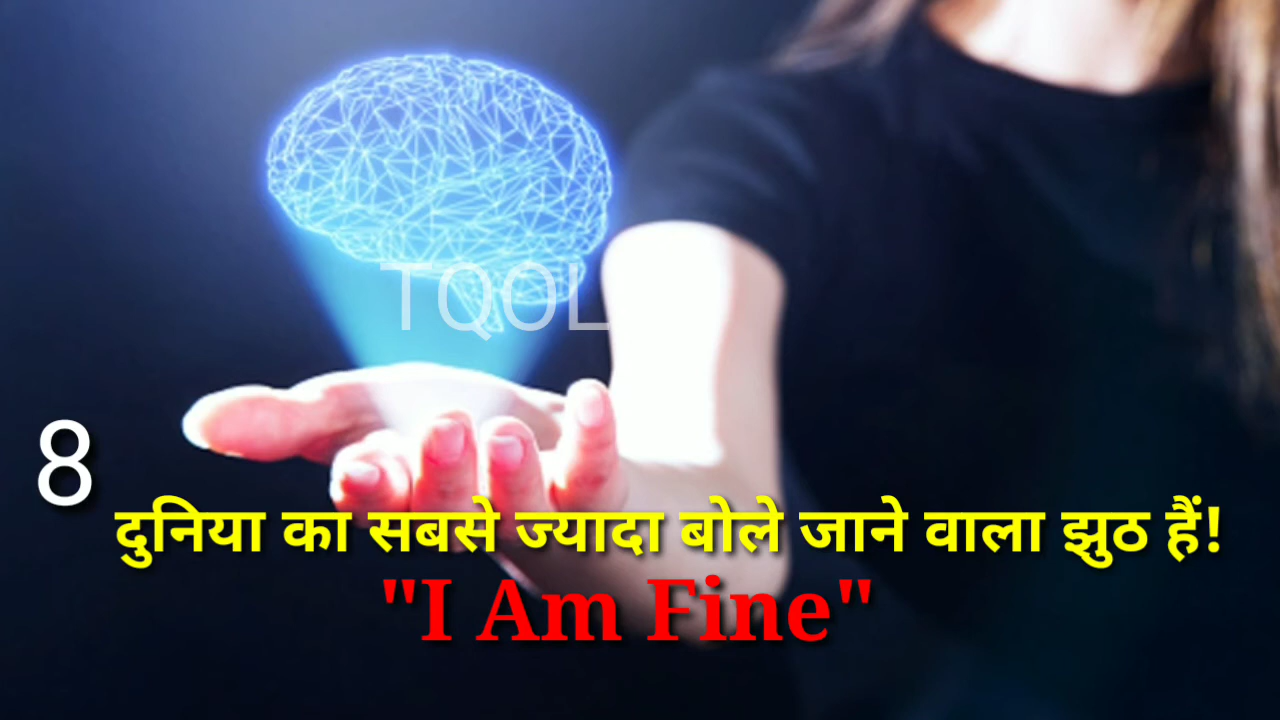 TQOL
8
दुनिया का सबसे ज्यादा बोले जाने वाला झुठ हैं!
"I Am Fine"